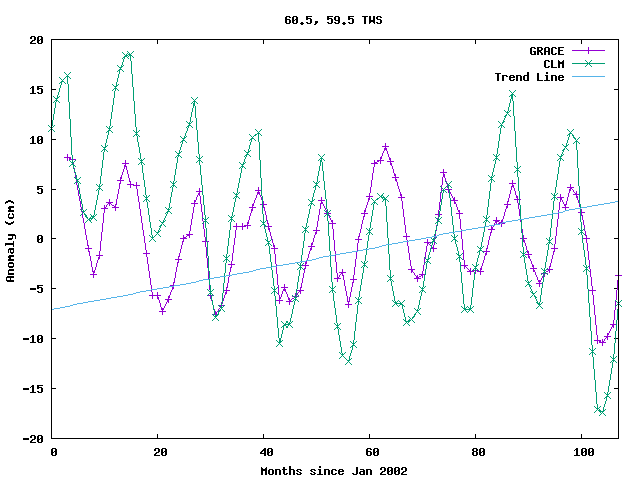 60.5, 59.5 TWS
GRACE
CLM
Trend Line
Anomaly (cm)
20
15
10
5
0
-5
-10
-15
-20
0 20 40 60 80 100
Months since Jan 2002